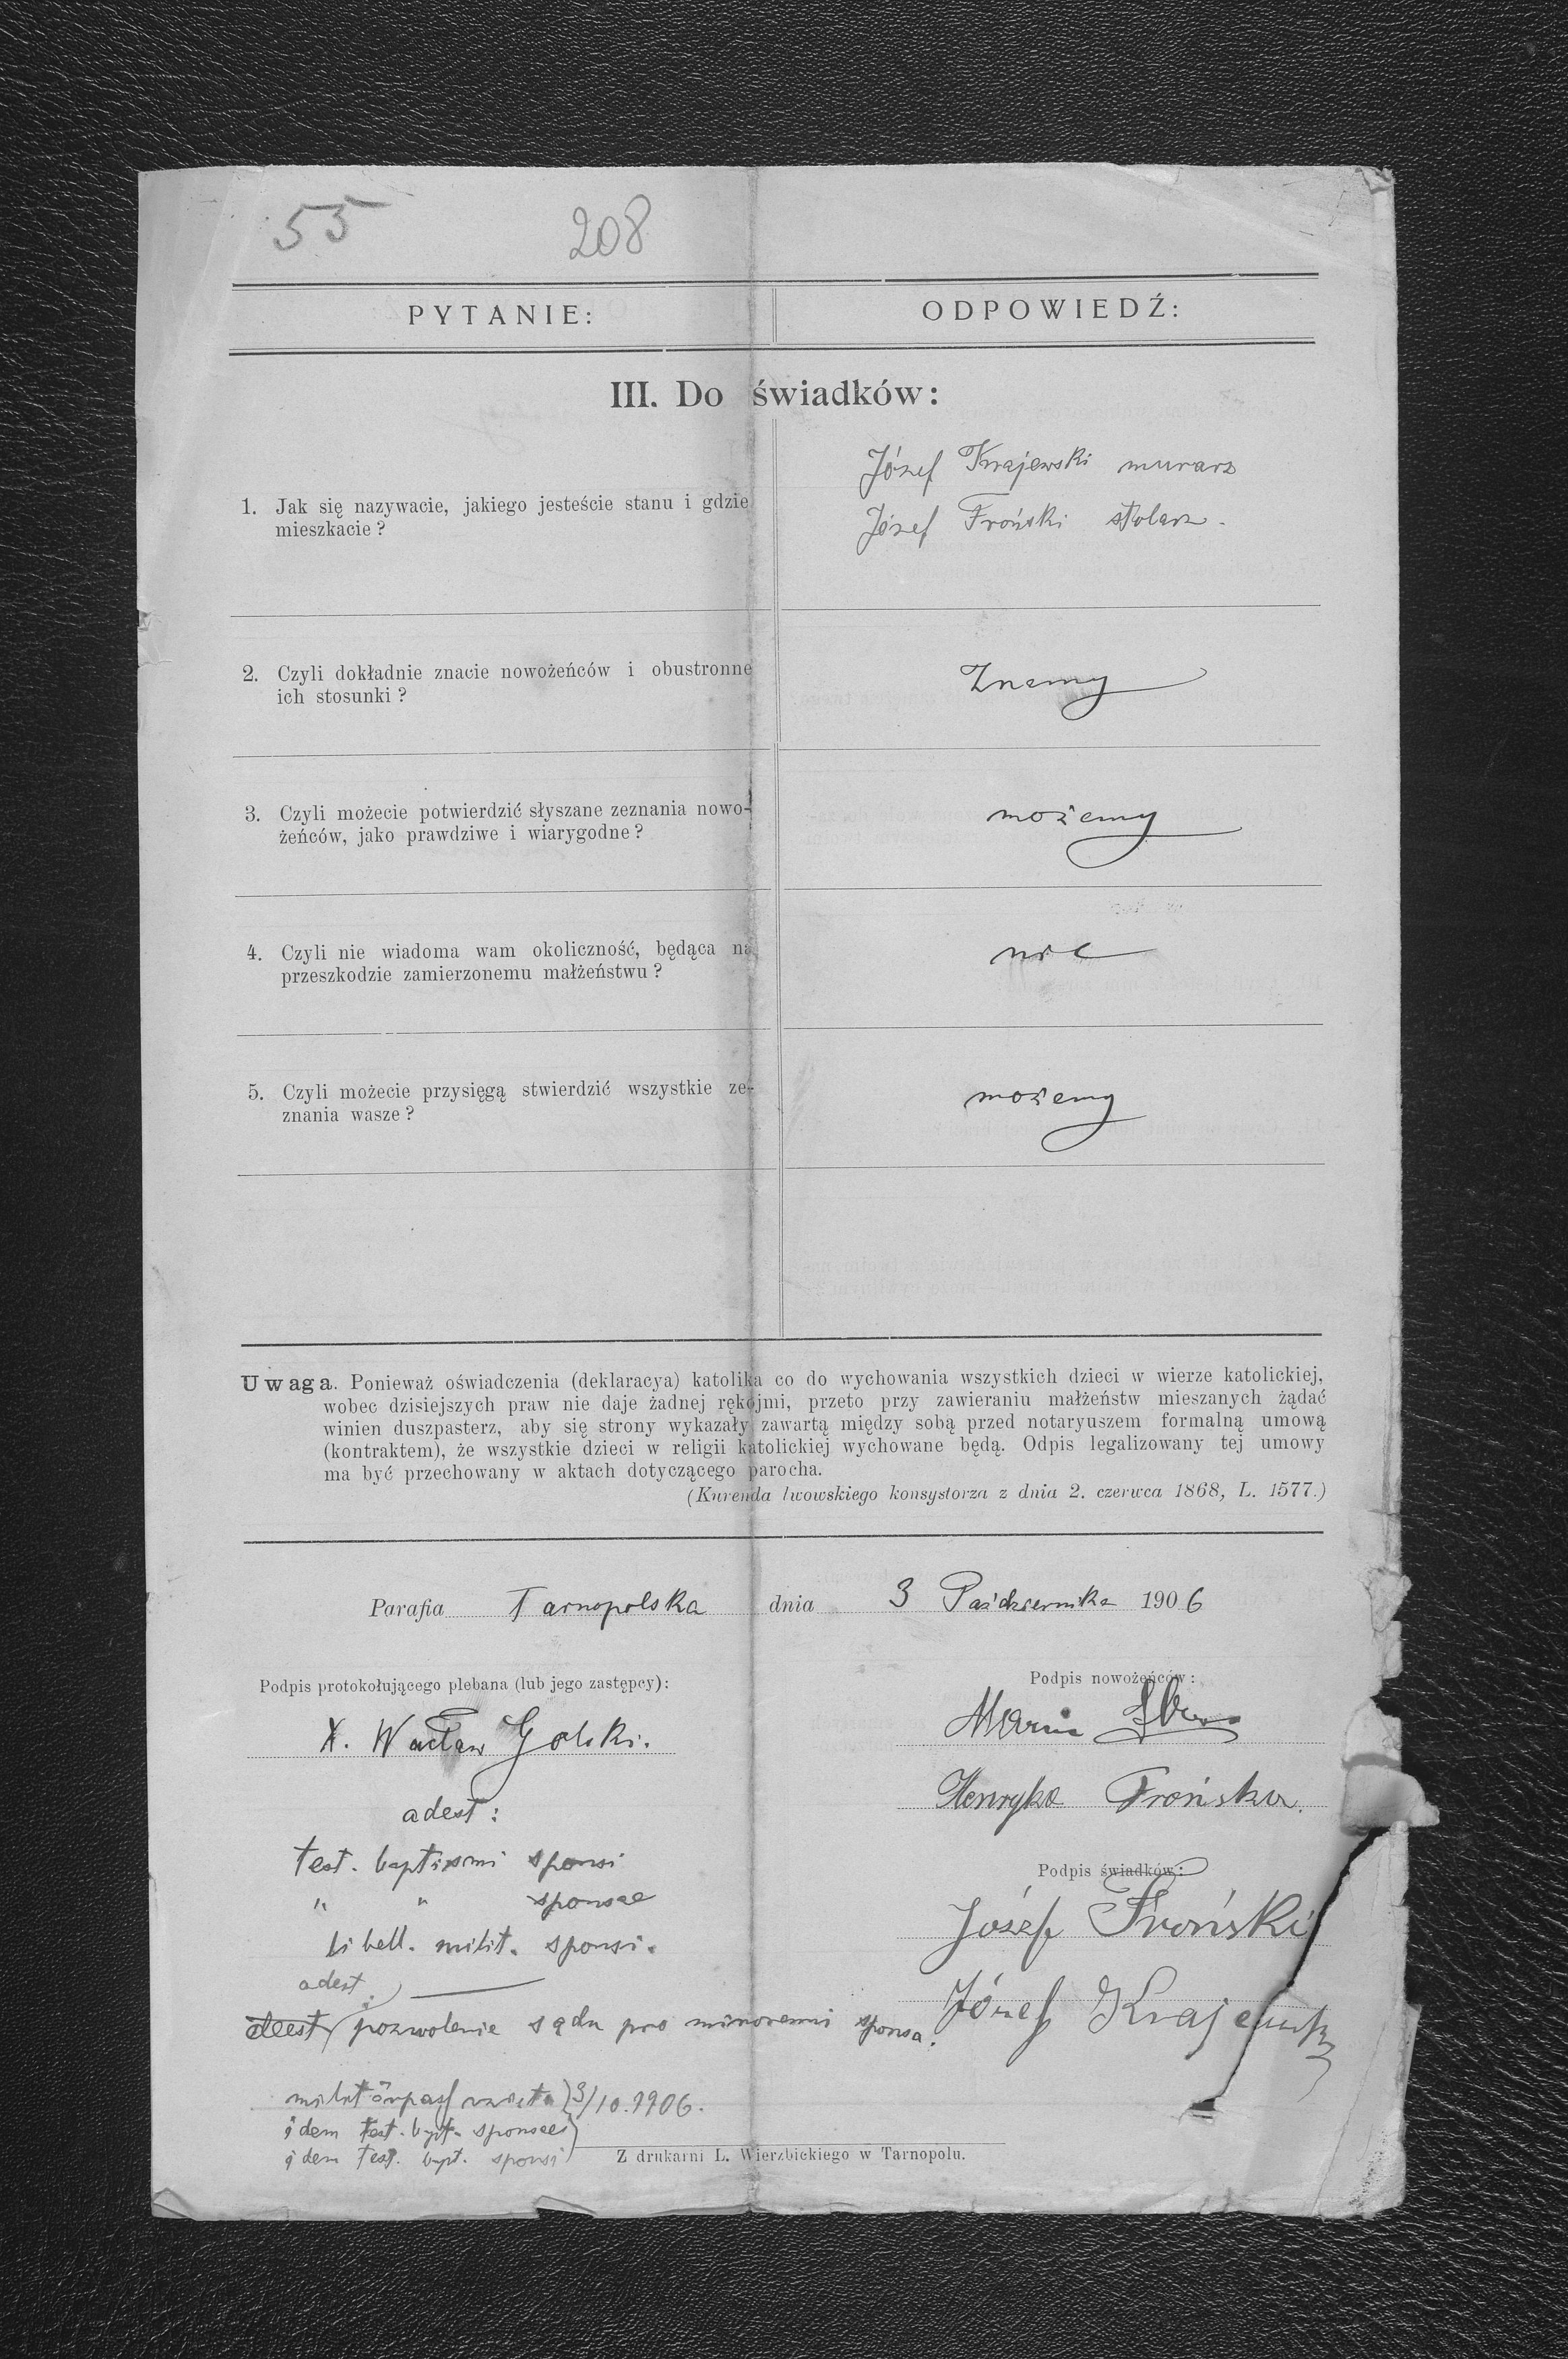 55 208
PYTANIE: ODPOWIEDŹ:
III. Do świadków:
Józef Krajewski murarz
1. Jak się nazywacie, jakiego jesteście stanu i gdzie
mieszkacie?
Józef Froński stolarz.
2. Czyli dokładnie znacie nowożeńców i obustronne
ich stosunki?
Znamy
3. Czyli możecie potwierdzić słyszane zeznania nowo-
żeńców, jako prawdziwe i wiarygodne?
możemy
4. Czyli nie wiadoma wam okoliczność, będąca na
przeszkodzie zamierzonemu małżeństwu?
nie
5. Czyli możecie przysięgą stwierdzić wszystkie ze-
znania wasze?
możemy
Uwaga. Ponieważ oświadczenia (deklaracya) katolika co do wychowania wszystkich dzieci w wierze katolickiej,
wobec dzisiejszych praw nie daje żadnej rękojmi, przeto przy zawieraniu małżeństw mieszanych żądać
winien duszpasterz, aby się strony wykazały zawartą między sobą przed notaryuszem formalną umową
(kontraktem), że wszystkie dzieci w religii katolickiej wychowane będą. Odpis legalizowany tej umowy
ma być przechowany w aktach dotyczącego parocha.
(Kurenda lwowskiego konsystorza z dnia 2. czerwca 1868, L. 1577.)
Parafia Tarnopolska dnia 3 Października 1906
Podpis protokołującego plebana (lub jego zastępcy):
X. Wacław Golski.
adest:
test. baptismi sponsi
" " sponsae
libell. milit. sponsi.
adest.
deest pozwolenie sądu pro minorenni sponsa.
Podpis nowożeńców:
Henryka Frońska.
Podpis świadków:
Józef Froński
Józef Krajewski
3/10.1906.
idem test. bapt. sponsae
idem test. bapt. sponsi
Z drukarni L. Wierzbickiego w Tarnopolu.